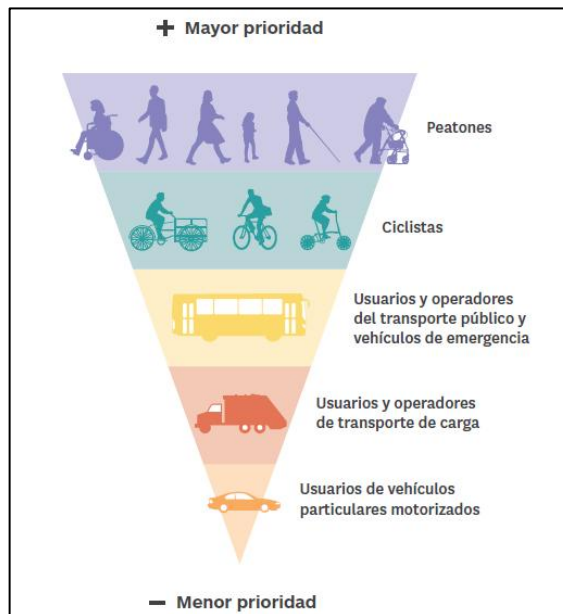 + Mayor prioridad
Peatones
Ciclistas
Usuarios y operadores
del transporte público y
vehículos de emergencia
Usuarios y operadores
de transporte de carga
Usuarios de vehículos
particulares motorizados
− Menor prioridad